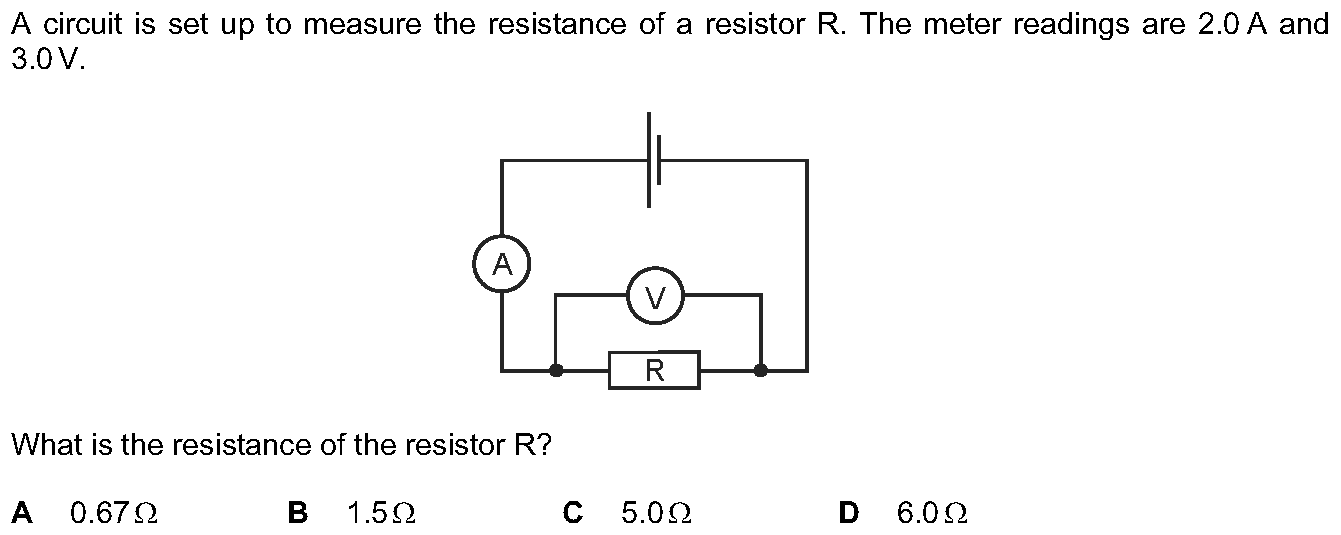 A circuit is set up to measure the resistance of a resistor R. The meter readings are 2.0 A and
3.0 V.
A
V
R
What is the resistance of the resistor R?
A 0.67 Ω B 1.5 Ω C 5.0 Ω D 6.0 Ω